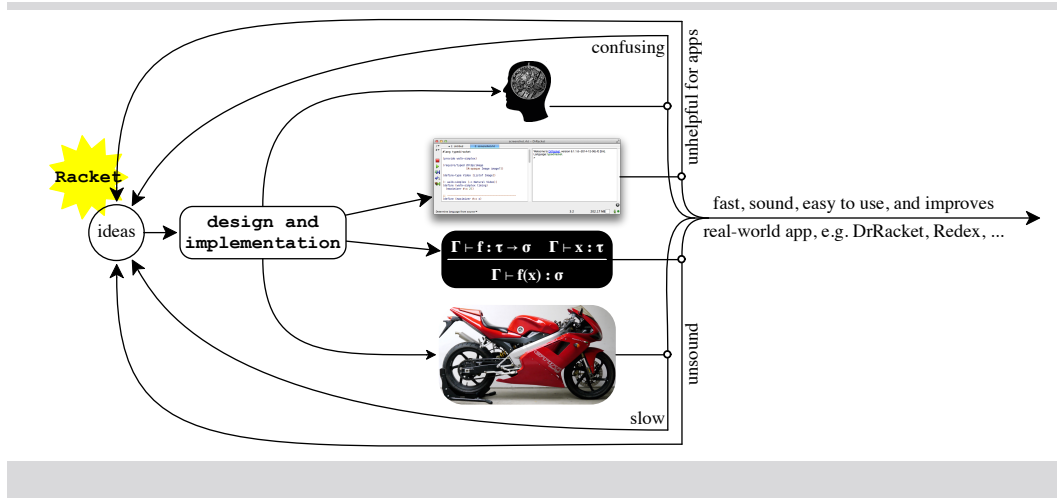 confusing
unhelpful for apps
Racket
ideas
design and
implementation
fast, sound, easy to use, and improves
real-world app, e.g. DrRacket, Redex, ...
Γ ⊢ f : τ → σ Γ ⊢ x : τ
Γ ⊢ f(x) : σ
unsound
slow